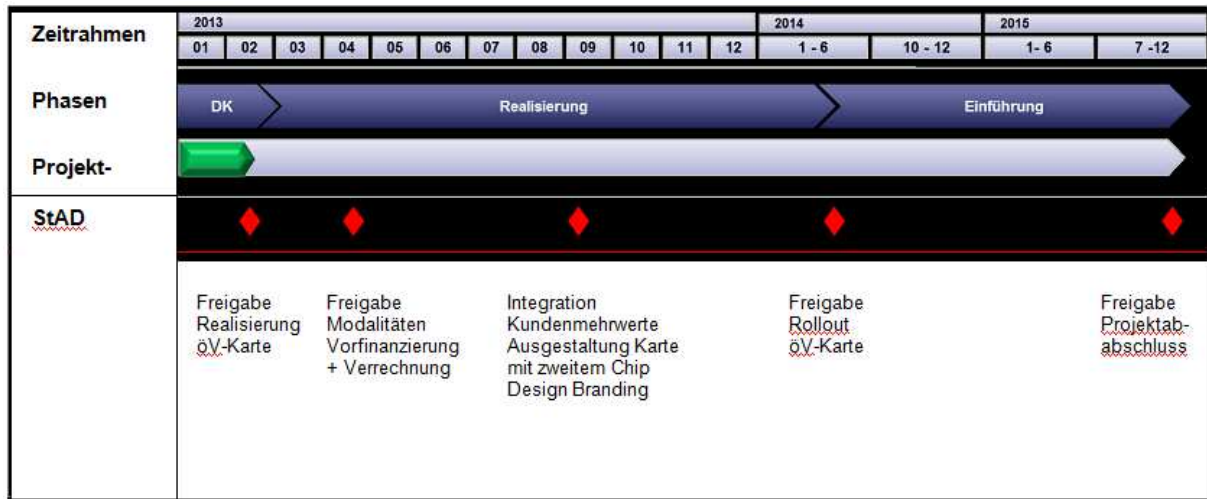 Zeitrahmen
2013 2014 2015
01 02 03 04 05 06 07 08 09 10 11 12 1 - 6 10 - 12 1- 6 7 -12
Phasen
DK Realisierung Einführung
Projekt-
StAD
Freigabe
Realisierung
öV-Karte
Freigabe
Modalitäten
Vorfinanzierung
+ Verrechnung
Integration
Kundenmehrwerte
Ausgestaltung Karte
mit zweitem Chip
Design Branding
Freigabe
Rollout
öV-Karte
Freigabe
Projektab-
abschluss